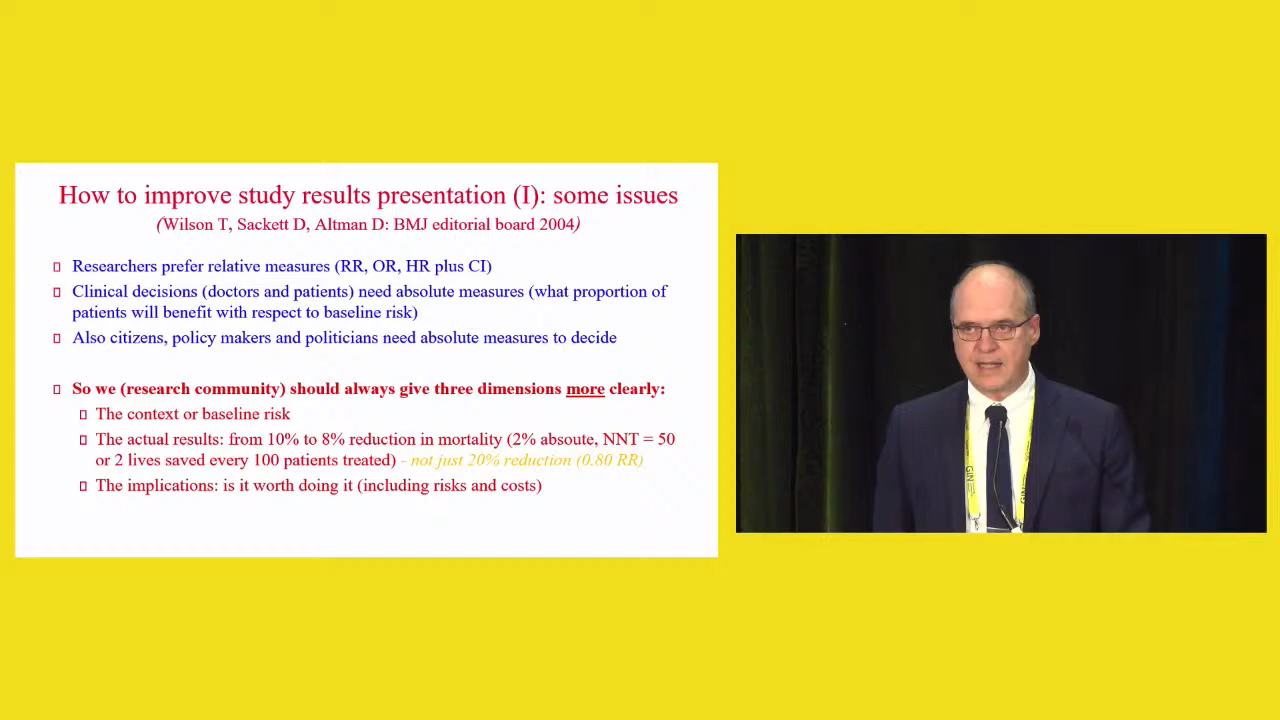 How to improve study results presentation (I): some issues
(Wilson T, Sackett D, Altman D: BMJ editorial board 2004)
Researchers prefer relative measures (RR, OR, HR plus CI)
Clinical decisions (doctors and patients) need absolute measures (what proportion of
patients will benefit with respect to baseline risk)
Also citizens, policy makers and politicians need absolute measures to decide
So we (research community) should always give three dimensions more clearly:
The context or baseline risk
The actual results: from 10% to 8% reduction in mortality (2% absoute, NNT = 50
or 2 lives saved every 100 patients treated) - not just 20% reduction (0.80 RR)
The implications: is it worth doing it (including risks and costs)
GIN
GIN